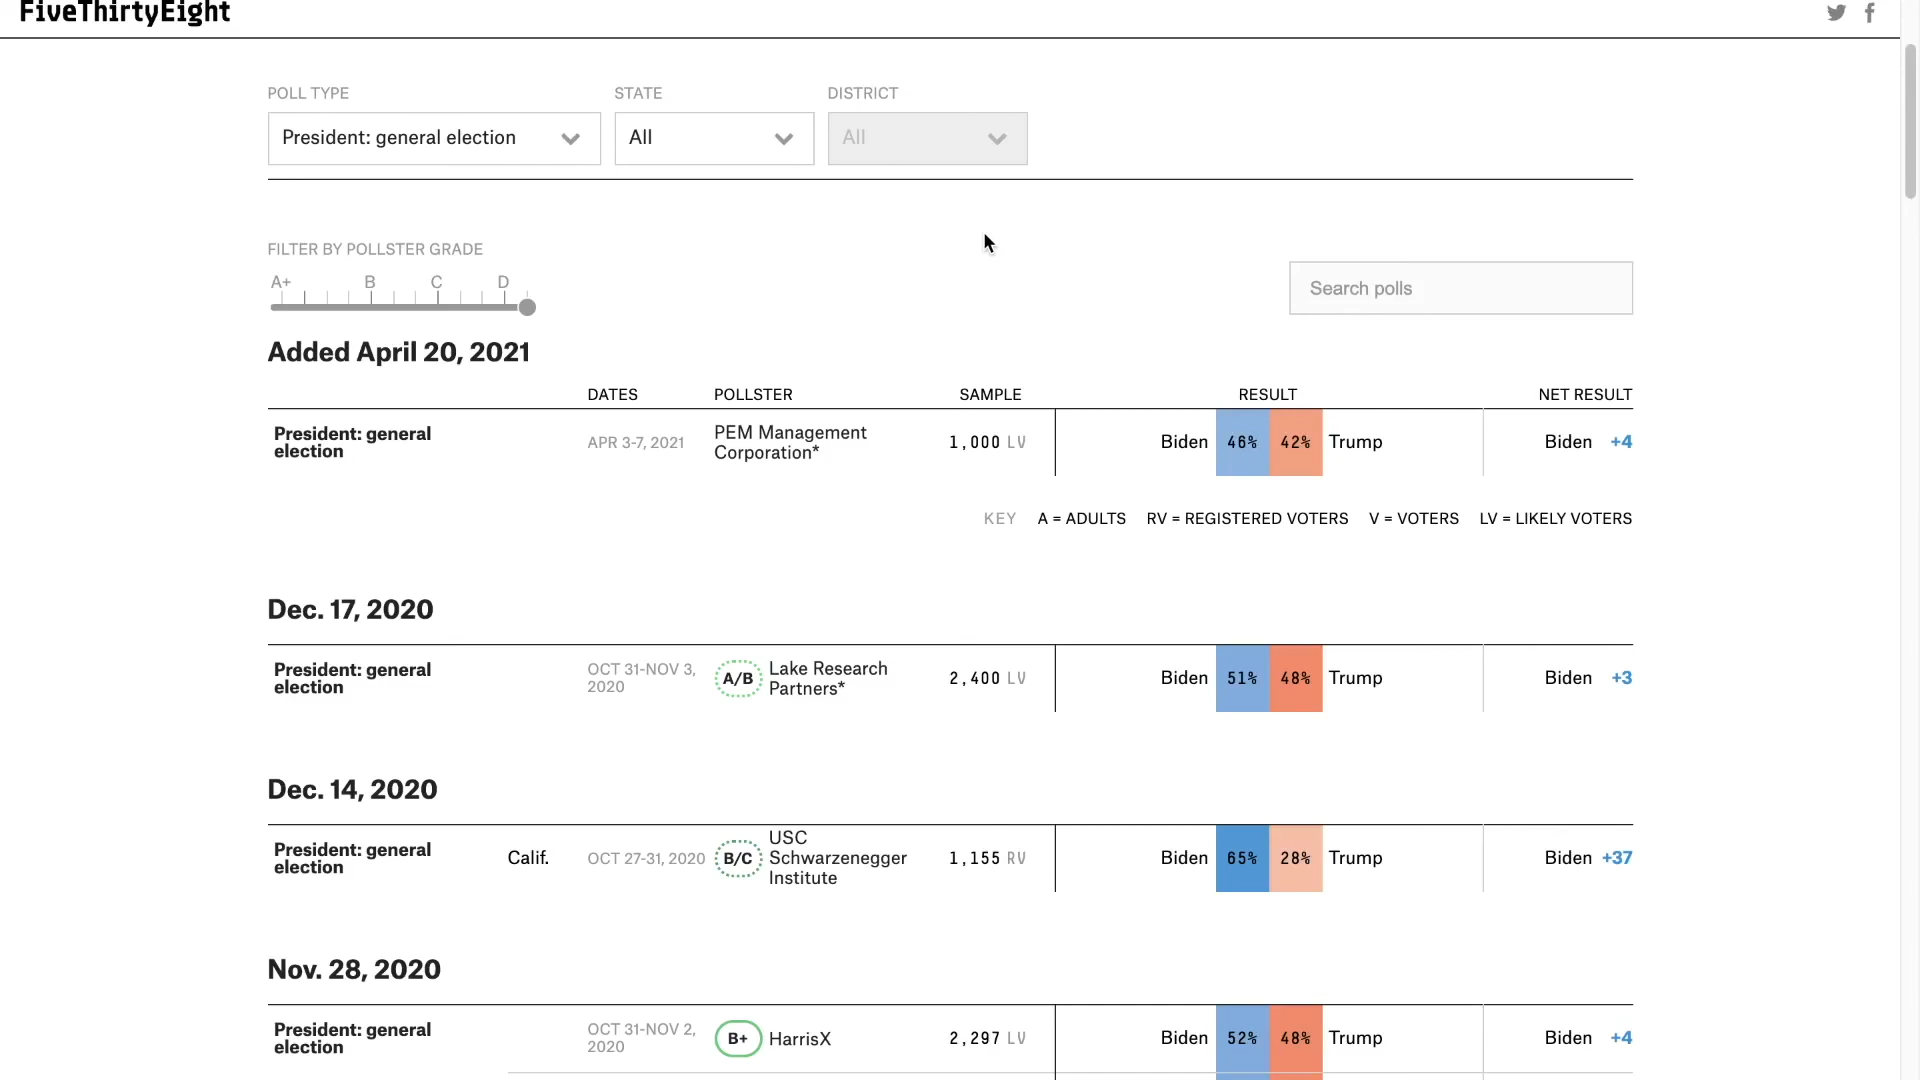 FiveThirtyEight
POLL TYPE STATE DISTRICT
President: general election All All
FILTER BY POLLSTER GRADE
A+ B C D
Search polls
Added April 20, 2021
DATES POLLSTER SAMPLE RESULT NET RESULT
President: general
election
APR 3-7, 2021
PEM Management
Corporation*
1,000 LV
Biden 46% 42% Trump
Biden +4
KEY A = ADULTS RV = REGISTERED VOTERS V = VOTERS LV = LIKELY VOTERS
Dec. 17, 2020
President: general
election
OCT 31-NOV 3,
2020
A/B
Lake Research
Partners*
2,400 LV
Biden 51% 48% Trump
Biden +3
Dec. 14, 2020
President: general
election
Calif.
OCT 27-31, 2020
B/C
USC
Schwarzenegger
Institute
1,155 RV
Biden 65% 28% Trump
Biden +37
Nov. 28, 2020
President: general
election
OCT 31-NOV 2,
2020
B+
HarrisX
2,297 LV
Biden 52% 48% Trump
Biden +4